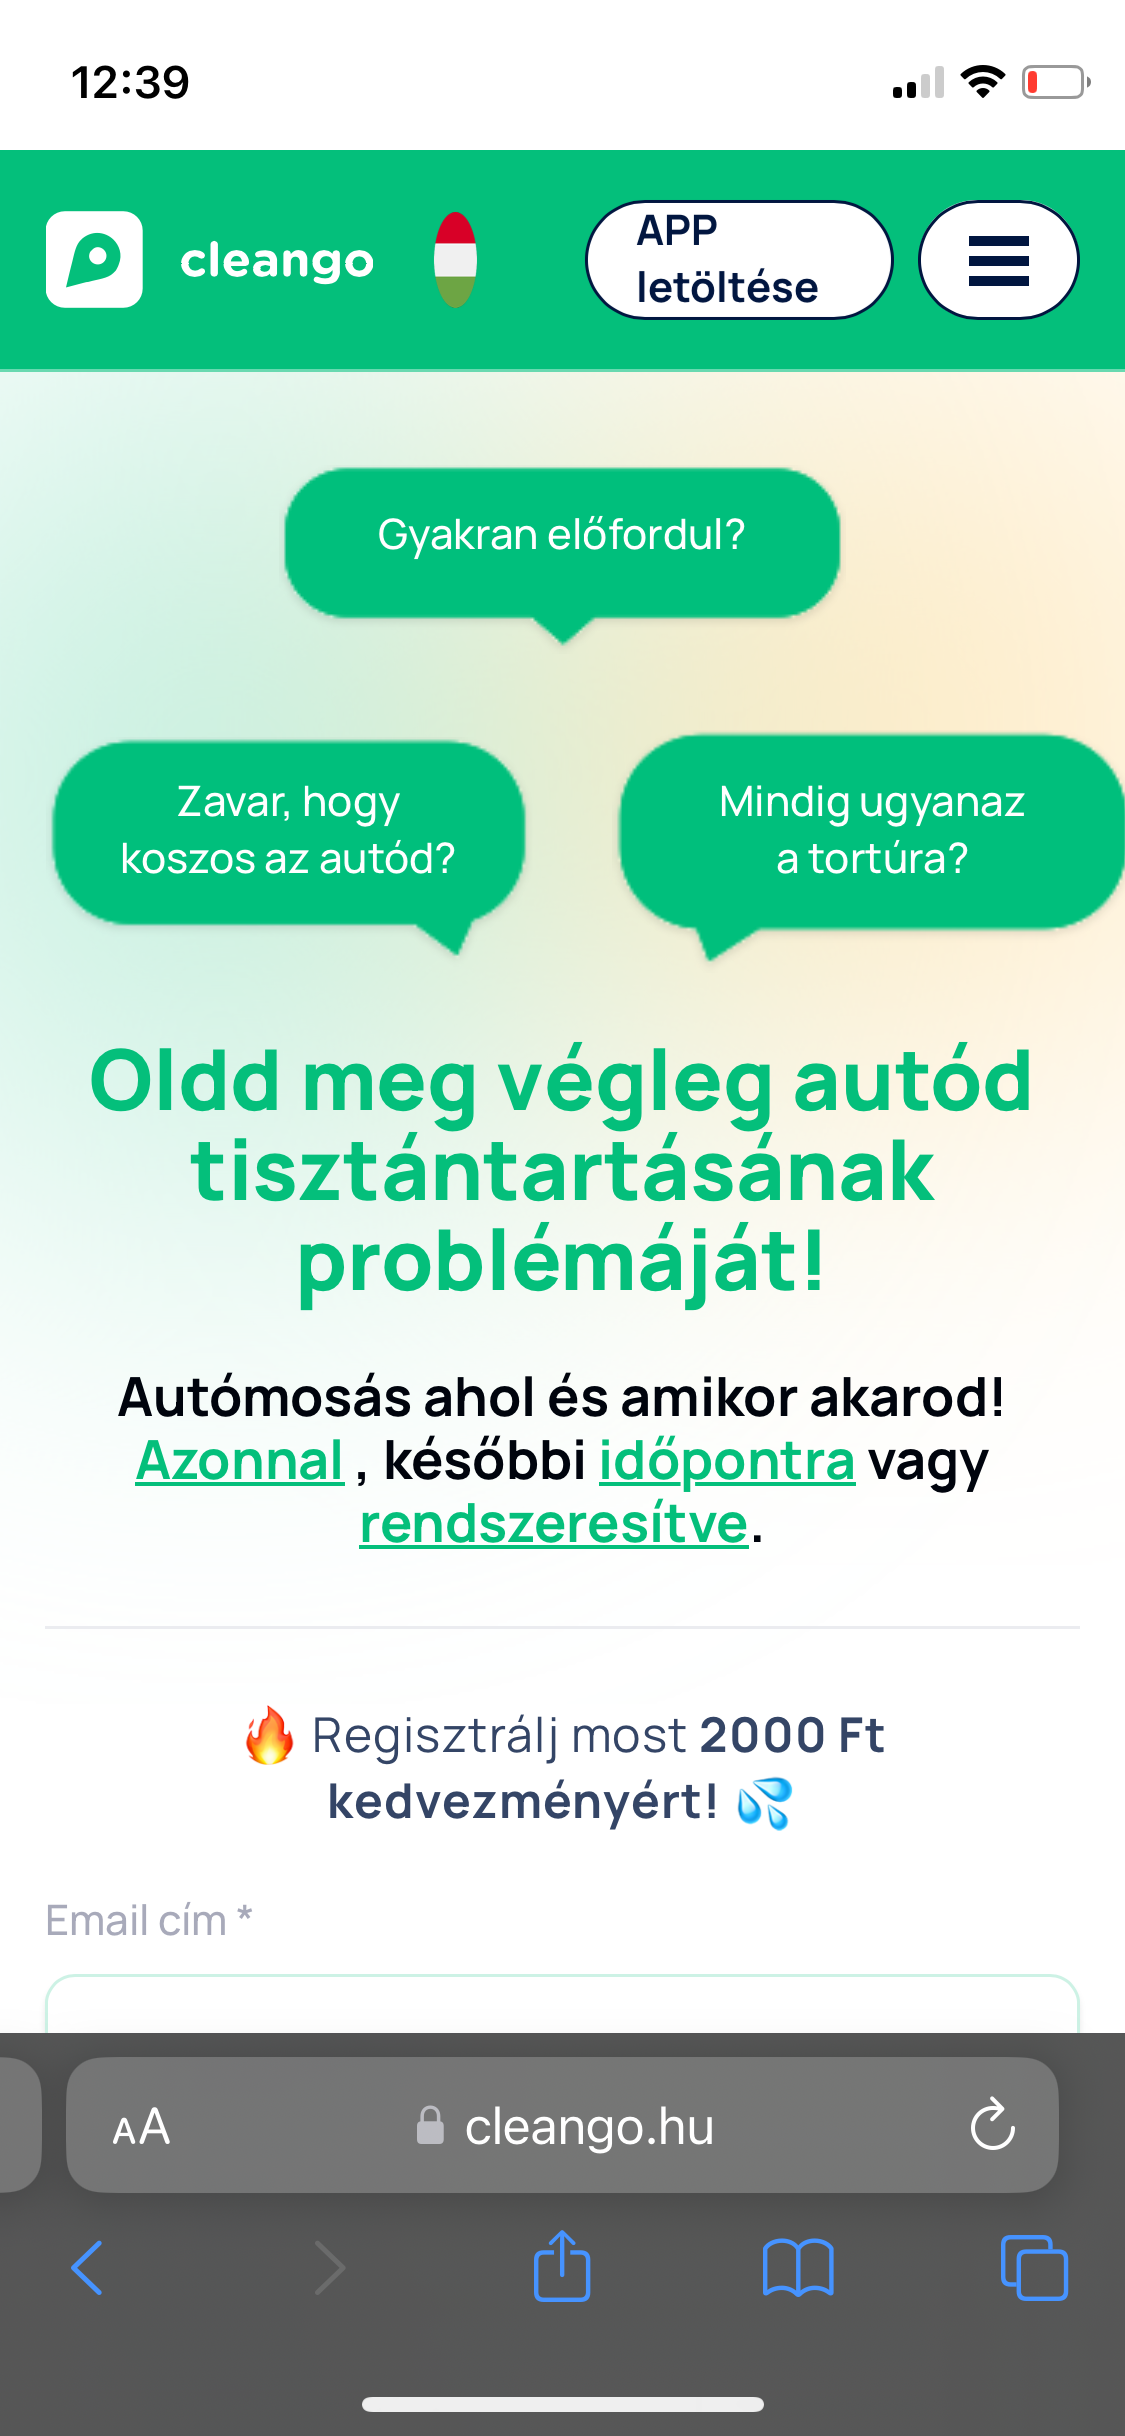 12:39
cleango
APP
letöltése
Gyakran előfordul?
Zavar, hogy
koszos az autód?
Mindig ugyanaz
a tortúra?
Oldd meg végleg autód
tisztántartásának
problémáját!
Autómosás ahol és amikor akarod!
Azonnal , későbbi időpontra vagy
rendszeresítve.
🔥 Regisztrálj most 2000 Ft
kedvezményért! 💦
Email cím *
AA cleango.hu